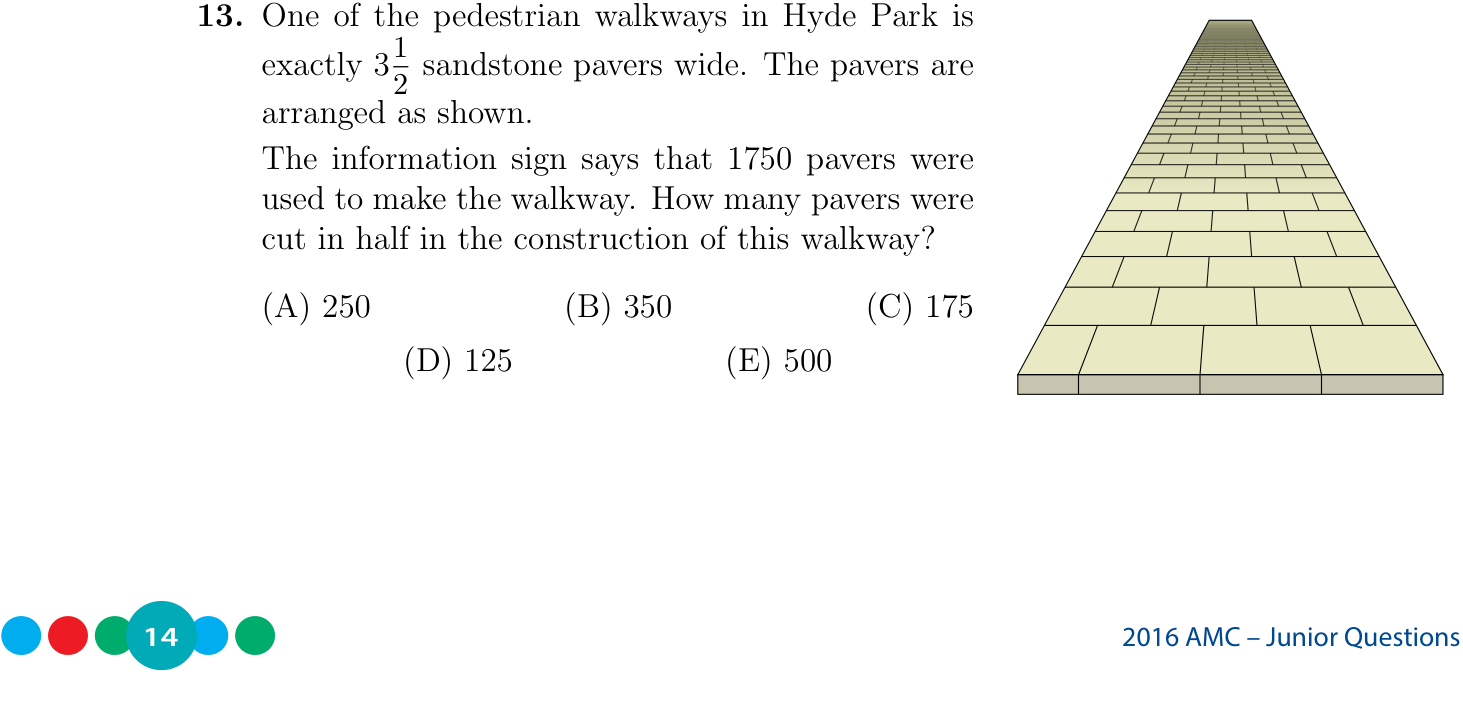 13. One of the pedestrian walkways in Hyde Park is
exactly 3 1/2 sandstone pavers wide. The pavers are
arranged as shown.
The information sign says that 1750 pavers were
used to make the walkway. How many pavers were
cut in half in the construction of this walkway?
(A) 250 (B) 350 (C) 175
(D) 125 (E) 500
14
2016 AMC – Junior Questions